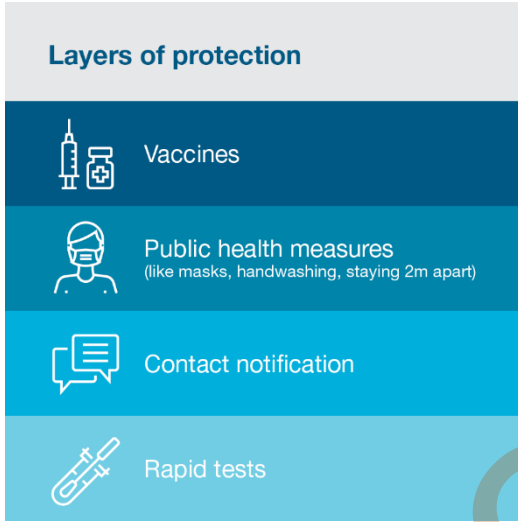 Layers of protection
Vaccines
Public health measures
(like masks, handwashing, staying 2m apart)
Contact notification
Rapid tests